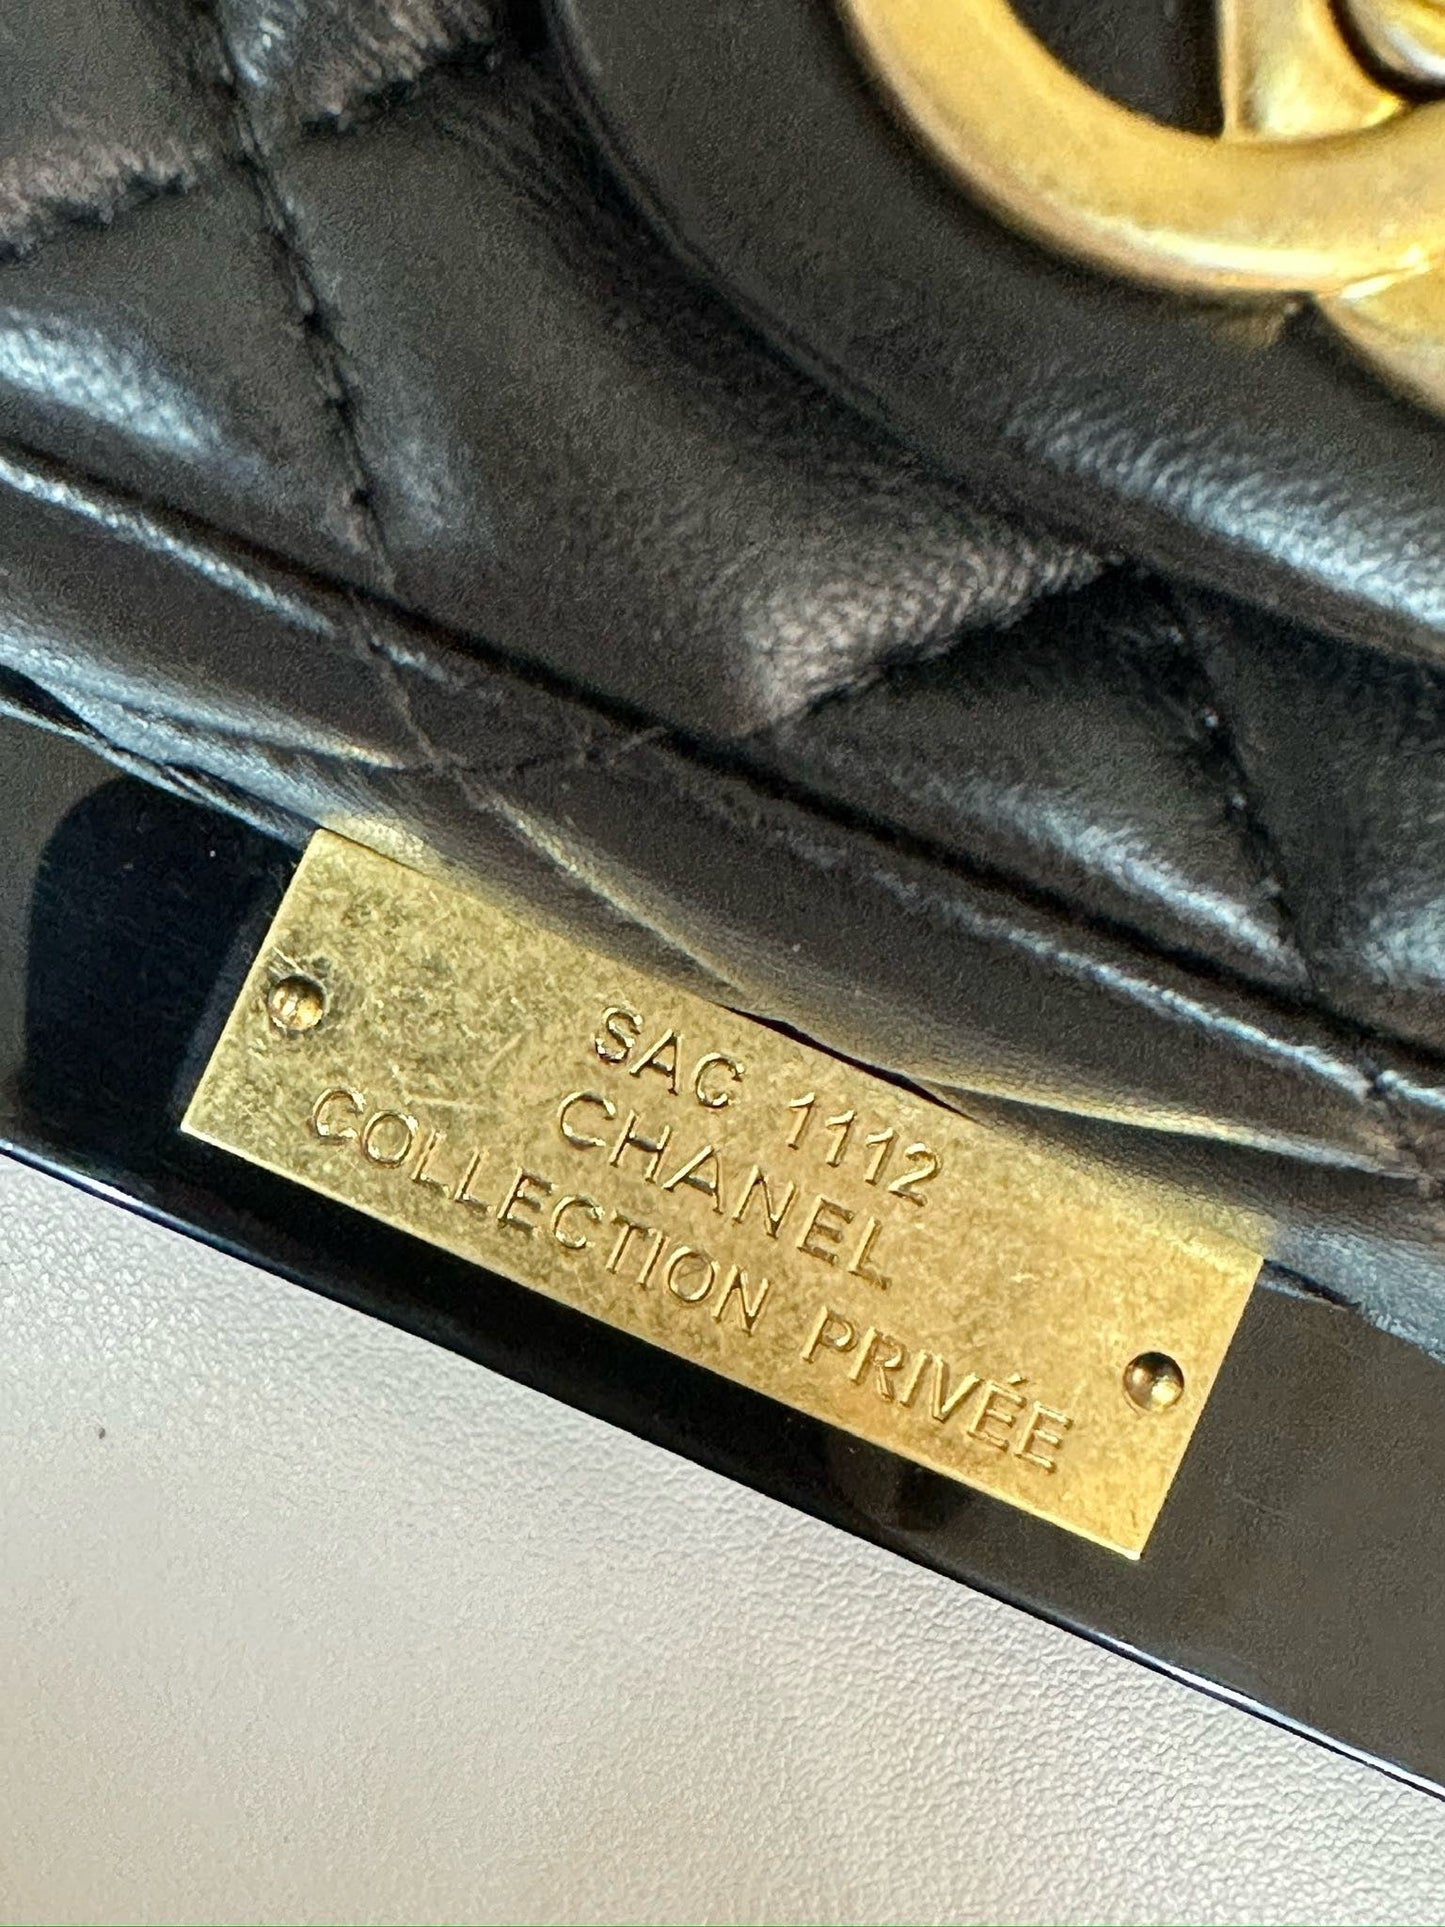 SAC 1112
CHANEL
COLLECTION PRIVÉE